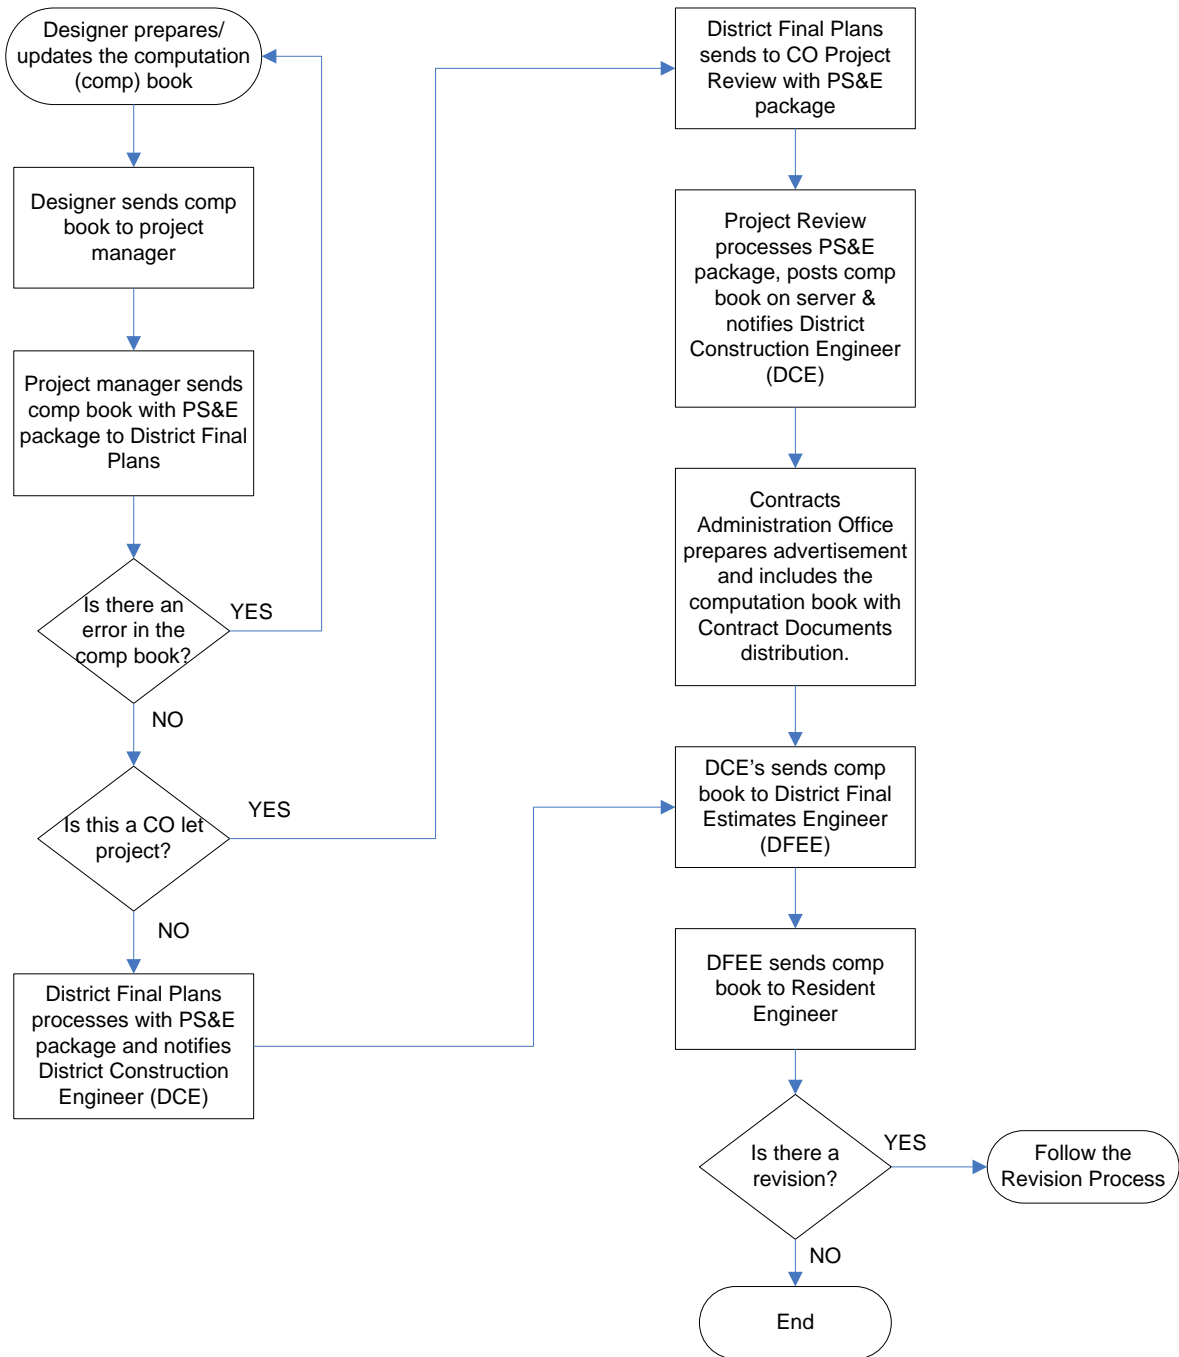 Designer prepares/
updates the computation
(comp) book
Designer sends comp
book to project
manager
Project manager sends
comp book with PS&E
package to District Final
Plans
Is there an
error in the
comp book?
YES
NO
Is this a CO let
project?
YES
NO
District Final Plans
processes with PS&E
package and notifies
District Construction
Engineer (DCE)
District Final Plans
sends to CO Project
Review with PS&E
package
Project Review
processes PS&E
package, posts comp
book on server &
notifies District
Construction Engineer
(DCE)
Contracts
Administration Office
prepares advertisement
and includes the
computation book with
Contract Documents
distribution.
DCE's sends comp
book to District Final
Estimates Engineer
(DFEE)
DFEE sends comp
book to Resident
Engineer
Is there a
revision?
YES
NO
Follow the
Revision Process
End